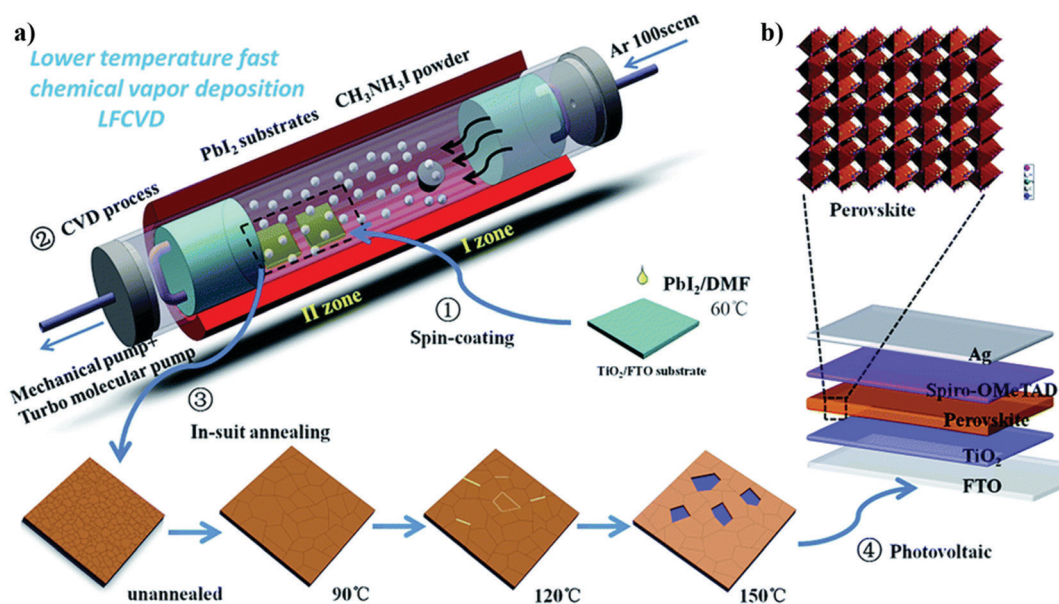 a)
Lower temperature fast
chemical vapor deposition
LFCVD
Ar 100sccm
CH₃NH₃I powder
PbI₂ substrates
② CVD process
I zone
II zone
Mechanical pump+
Turbo molecular pump
①
Spin-coating
PbI₂/DMF
60℃
TiO₂/FTO substrate
③
In-suit annealing
unannealed
90℃
120℃
150℃
④ Photovoltaic
b)
Perovskite
Ag
Spiro-OMeTAD
Perovskite
TiO₂
FTO